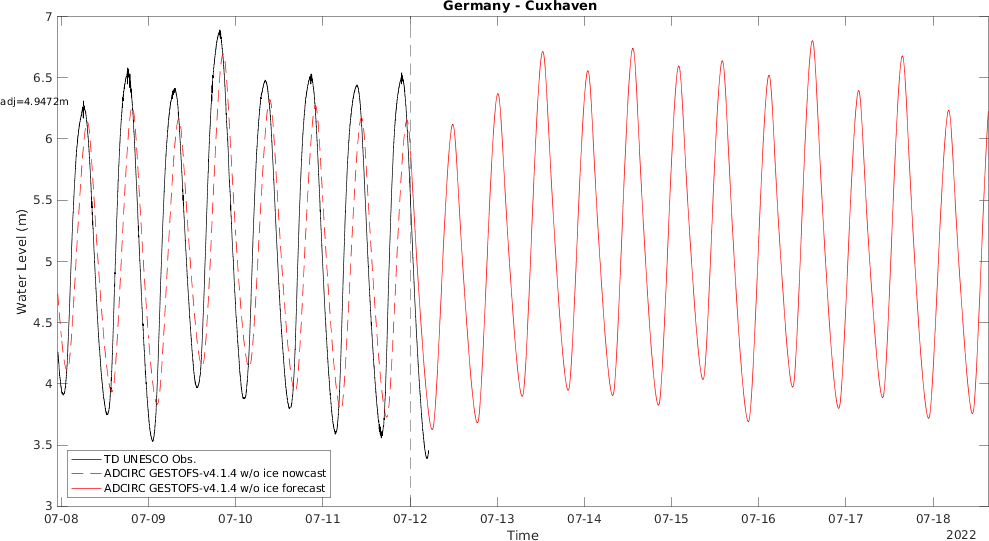 Germany - Cuxhaven
7
6.5
adj=4.9472m
6
5.5
5
4.5
4
3.5
3
Water Level (m)
TD UNESCO Obs.
ADCIRC GESTOFS-v4.1.4 w/o ice nowcast
ADCIRC GESTOFS-v4.1.4 w/o ice forecast
07-08 07-09 07-10 07-11 07-12 07-13 07-14 07-15 07-16 07-17 07-18
Time
2022